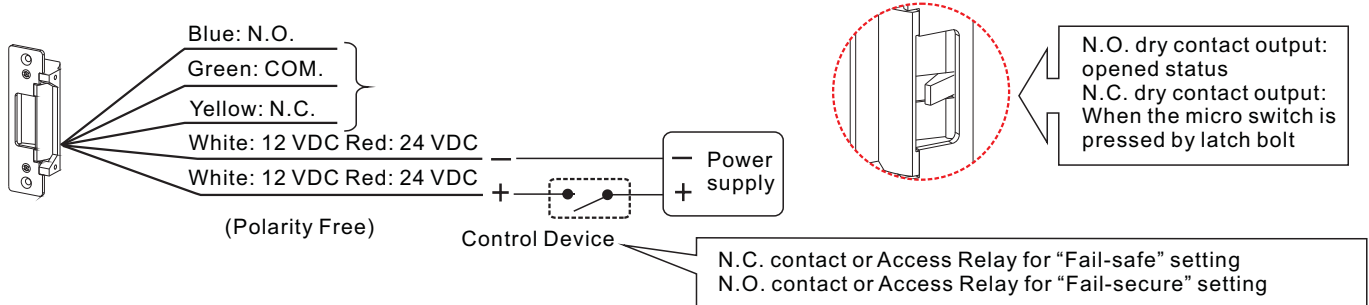 Blue: N.O.
Green: COM.
Yellow: N.C.
White: 12 VDC Red: 24 VDC
White: 12 VDC Red: 24 VDC
(Polarity Free)
−
+
Control Device
− Power
+ supply
N.O. dry contact output:
opened status
N.C. dry contact output:
When the micro switch is
pressed by latch bolt
N.C. contact or Access Relay for “Fail-safe” setting
N.O. contact or Access Relay for “Fail-secure” setting